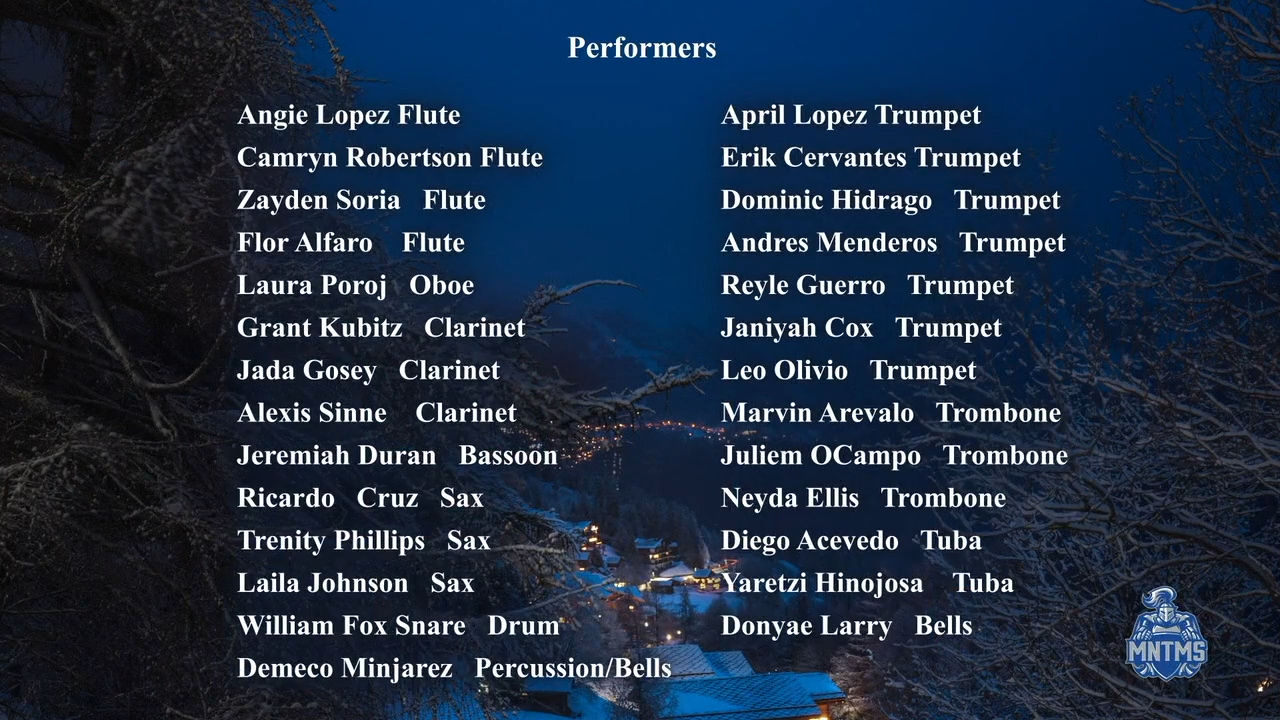 Performers
Angie Lopez Flute
Camryn Robertson Flute
Zayden Soria Flute
Flor Alfaro Flute
Laura Poroj Oboe
Grant Kubitz Clarinet
Jada Gosey Clarinet
Alexis Sinne Clarinet
Jeremiah Duran Bassoon
Ricardo Cruz Sax
Trenity Phillips Sax
Laila Johnson Sax
William Fox Snare Drum
Demeco Minjarez Percussion/Bells
April Lopez Trumpet
Erik Cervantes Trumpet
Dominic Hidrago Trumpet
Andres Menderos Trumpet
Reyle Guerro Trumpet
Janiyah Cox Trumpet
Leo Olivio Trumpet
Marvin Arevalo Trombone
Juliem OCampo Trombone
Neyda Ellis Trombone
Diego Acevedo Tuba
Yaretzi Hinojosa Tuba
Donyae Larry Bells
MNTMS